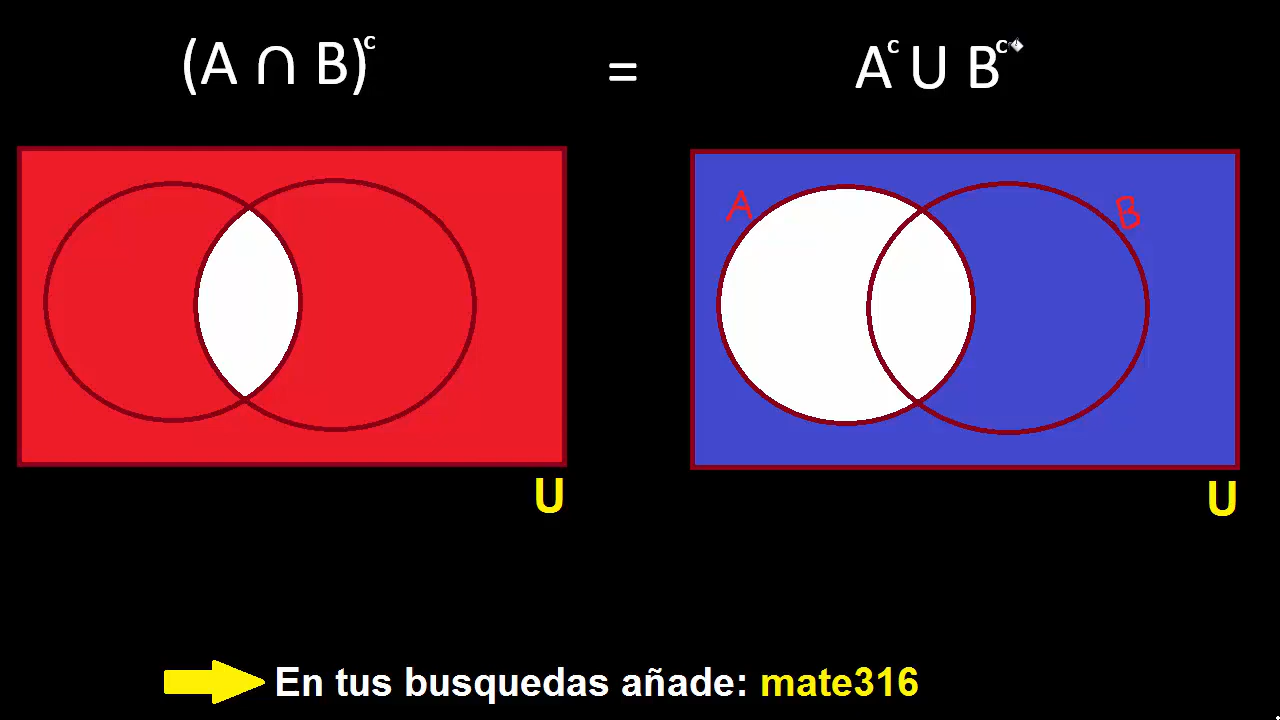 (A ∩ B)ᶜ = Aᶜ U Bᶜ
A B
U U
En tus busquedas añade: mate316